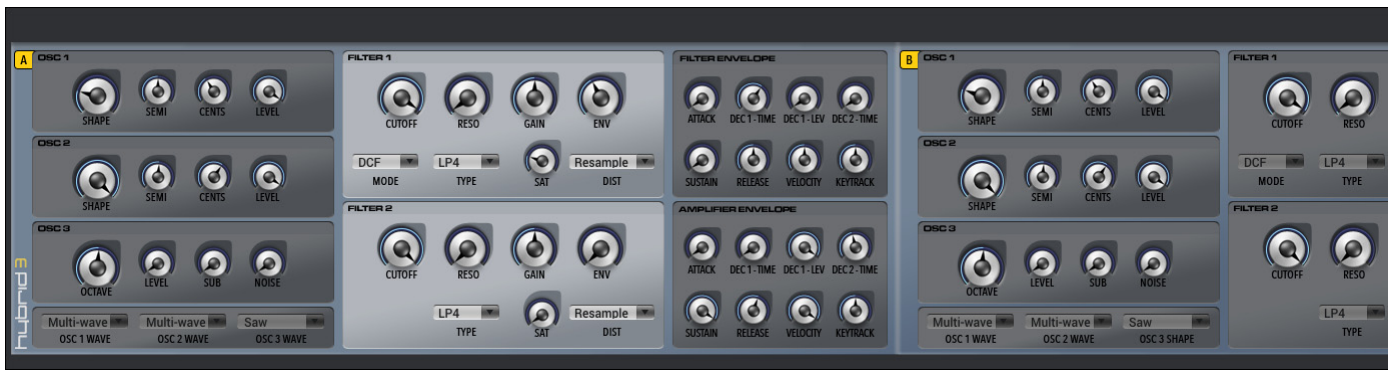 A
OSC 1
SHAPE
SEMI
CENTS
LEVEL
OSC 2
SHAPE
SEMI
CENTS
LEVEL
OSC 3
OCTAVE
LEVEL
SUB
NOISE
Multi-wave
Multi-wave
Saw
OSC 1 WAVE
OSC 2 WAVE
OSC 3 WAVE
hybrid 3
FILTER 1
CUTOFF
RESO
GAIN
ENV
DCF
LP4
Resample
MODE
TYPE
SAT
DIST
FILTER 2
CUTOFF
RESO
GAIN
ENV
LP4
Resample
TYPE
SAT
DIST
FILTER ENVELOPE
ATTACK
DEC 1 - TIME
DEC 1 - LEV
DEC 2 - TIME
SUSTAIN
RELEASE
VELOCITY
KEYTRACK
AMPLIFIER ENVELOPE
ATTACK
DEC 1 - TIME
DEC 1 - LEV
DEC 2 - TIME
SUSTAIN
RELEASE
VELOCITY
KEYTRACK
B
OSC 1
SHAPE
SEMI
CENTS
LEVEL
OSC 2
SHAPE
SEMI
CENTS
LEVEL
OSC 3
OCTAVE
LEVEL
SUB
NOISE
Multi-wave
Multi-wave
Saw
OSC 1 WAVE
OSC 2 WAVE
OSC 3 SHAPE
FILTER 1
CUTOFF
RESO
DCF
LP4
MODE
TYPE
FILTER 2
CUTOFF
RESO
LP4
TYPE